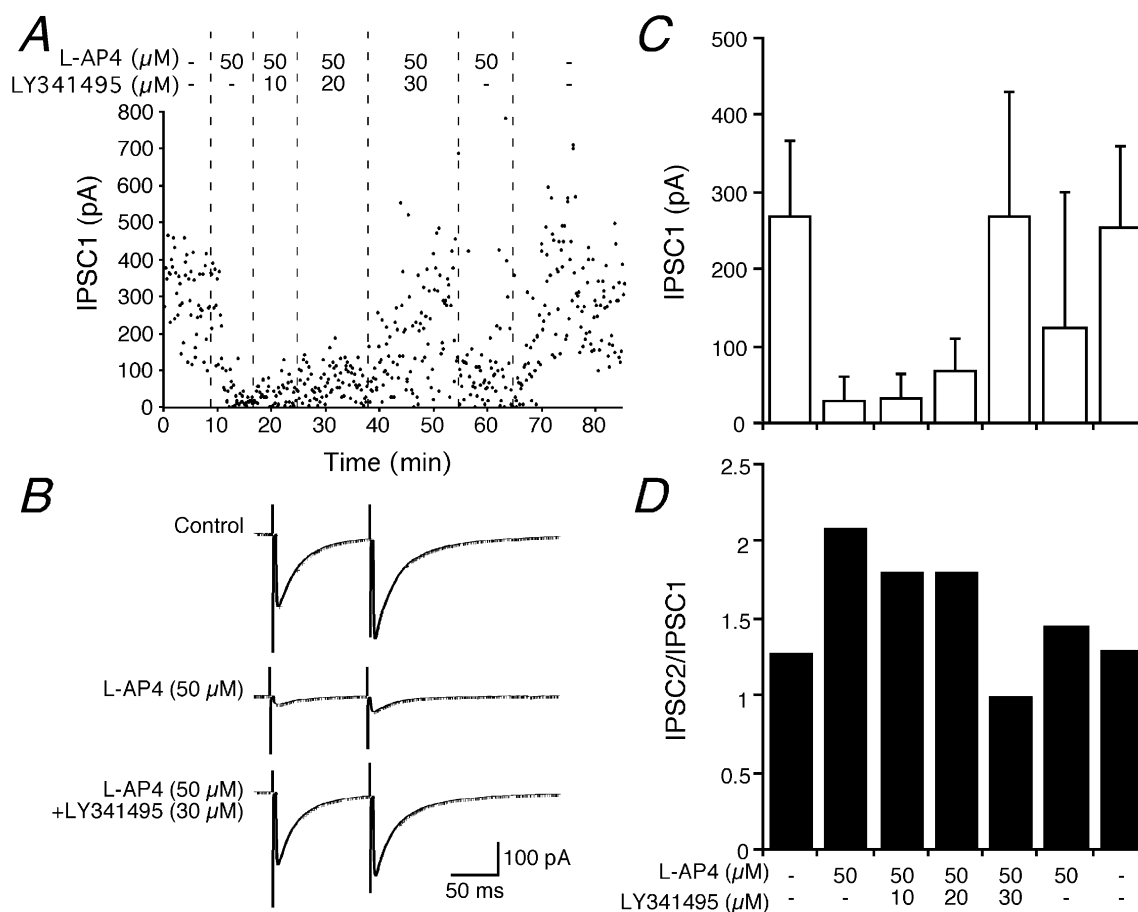 A
L-AP4 (µM) - 50 50 50 50 50 -
LY341495 (µM) - - 10 20 30 - -
800
700
600
500
400
300
200
100
0
IPSC1 (pA)
0 10 20 30 40 50 60 70 80
Time (min)
B
Control
L-AP4 (50 µM)
L-AP4 (50 µM)
+LY341495 (30 µM)
100 pA
50 ms
C
500
400
300
200
100
0
IPSC1 (pA)
D
2.5
2
1.5
1
0.5
0
IPSC2/IPSC1
L-AP4 (µM) - 50 50 50 50 50 -
LY341495 (µM) - - 10 20 30 - -